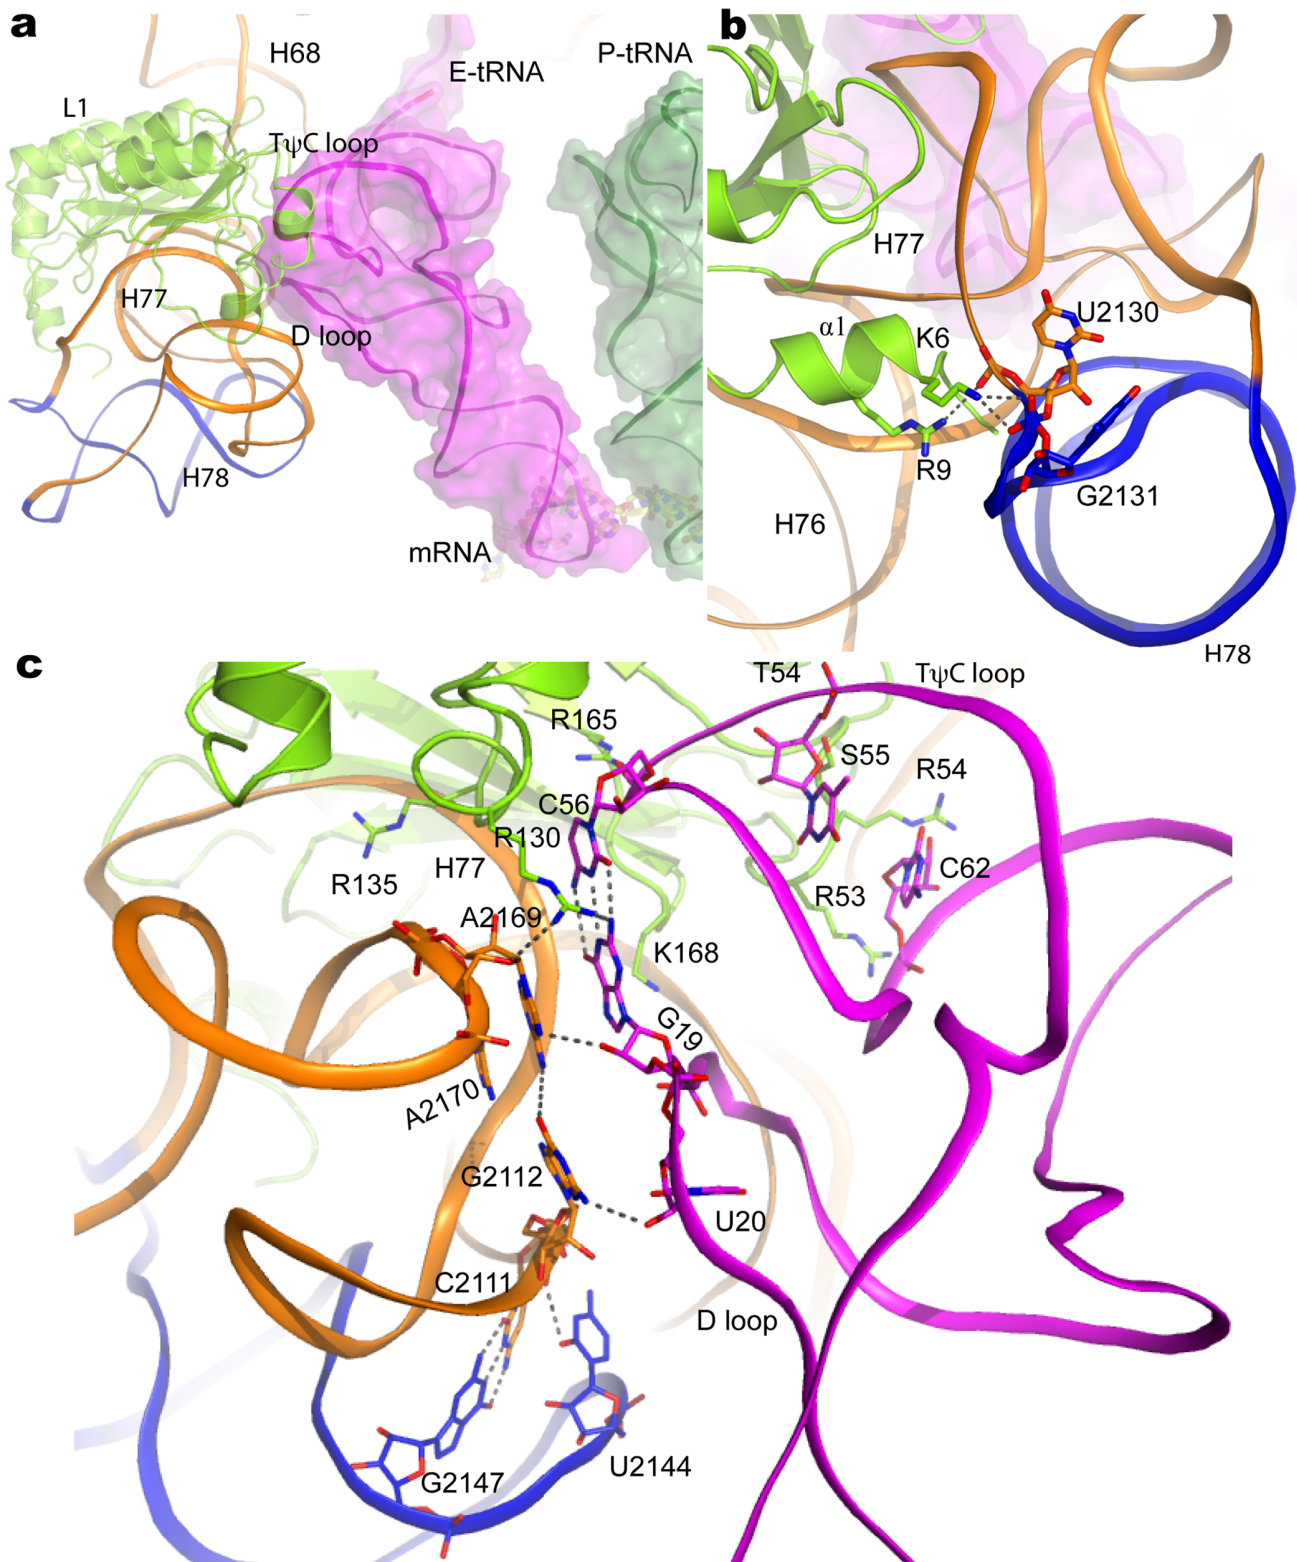 a
H68
E-tRNA
P-tRNA
L1
TψC loop
H77
D loop
H78
mRNA
b
H77
α1
K6
U2130
R9
G2131
H76
H78
c
T54
TψC loop
R165
S55
R54
C56
R130
H77
R135
C62
R53
A2169
K168
G19
A2170
G2112
U20
C2111
D loop
U2144
G2147